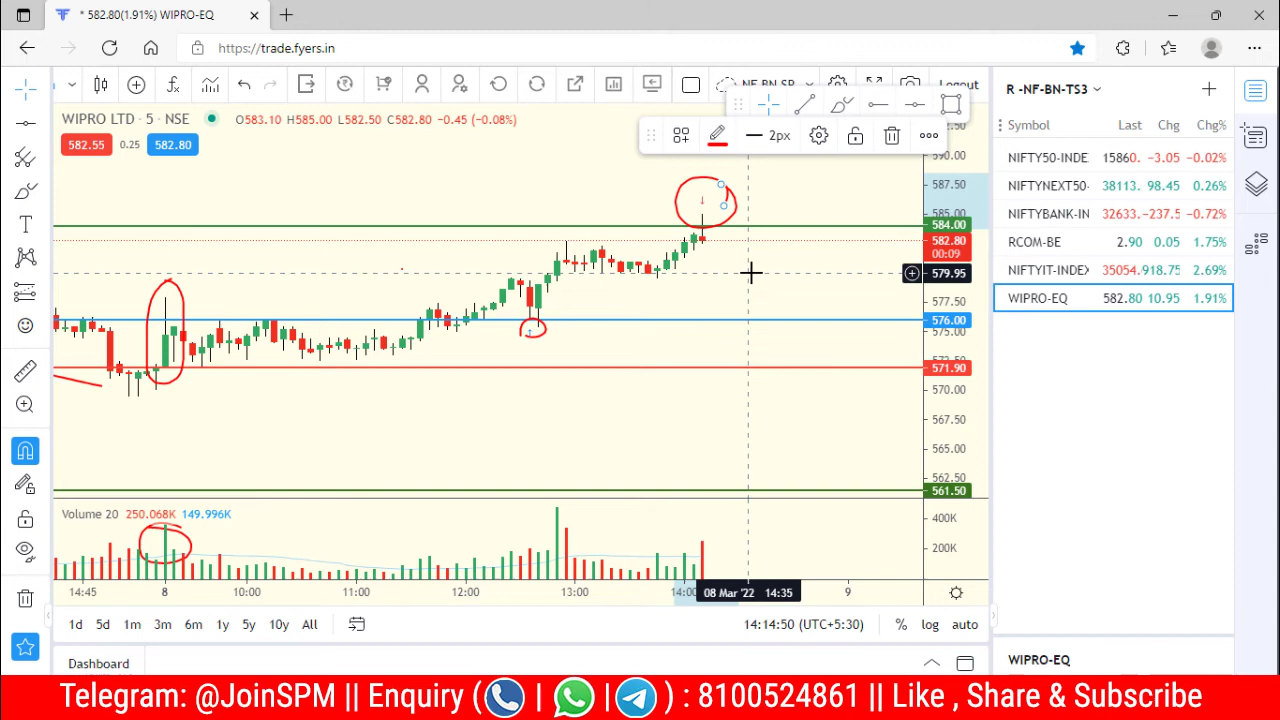 * 582.80(1.91%) WIPRO-EQ
https://trade.fyers.in
NF BN SP
Logout
2px
WIPRO LTD · 5 · NSE
O583.10 H585.00 L582.50 C582.80 -0.45 (-0.08%)
582.55
0.25
582.80
590.00
587.50
585.00
584.00
582.80
00:09
579.95
577.50
576.00
575.00
571.90
570.00
567.50
565.00
562.50
561.50
Volume 20 250.068K 149.996K
400K
200K
14:45
8
10:00
11:00
12:00
13:00
14:00
08 Mar '22 14:35
9
1d 5d 1m 3m 6m 1y 5y 10y All
14:14:50 (UTC+5:30)
% log auto
Dashboard
R -NF-BN-TS3
Symbol Last Chg Chg%
NIFTY50-INDE 15860. -3.05 -0.02%
NIFTYNEXT50- 38113. 98.45 0.26%
NIFTYBANK-IN 32633. -237.5 -0.72%
RCOM-BE 2.90 0.05 1.75%
NIFTYIT-INDEX 35054. 918.75 2.69%
WIPRO-EQ 582.80 10.95 1.91%
WIPRO-EQ
Telegram: @JoinSPM || Enquiry ( | | ) : 8100524861 || Like , Share & Subscribe